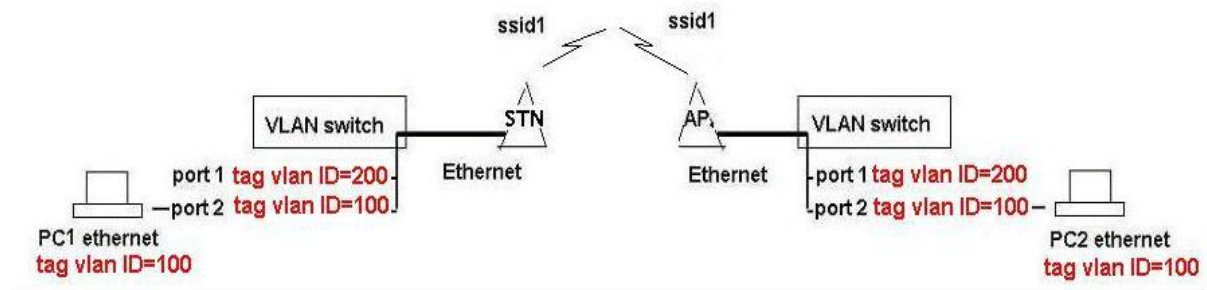 ssid1
ssid1
VLAN switch
STN
AP
VLAN switch
Ethernet
Ethernet
port 1 tag vlan ID=200
port 2 tag vlan ID=100
port 1 tag vlan ID=200
port 2 tag vlan ID=100
PC1 ethernet
tag vlan ID=100
PC2 ethernet
tag vlan ID=100